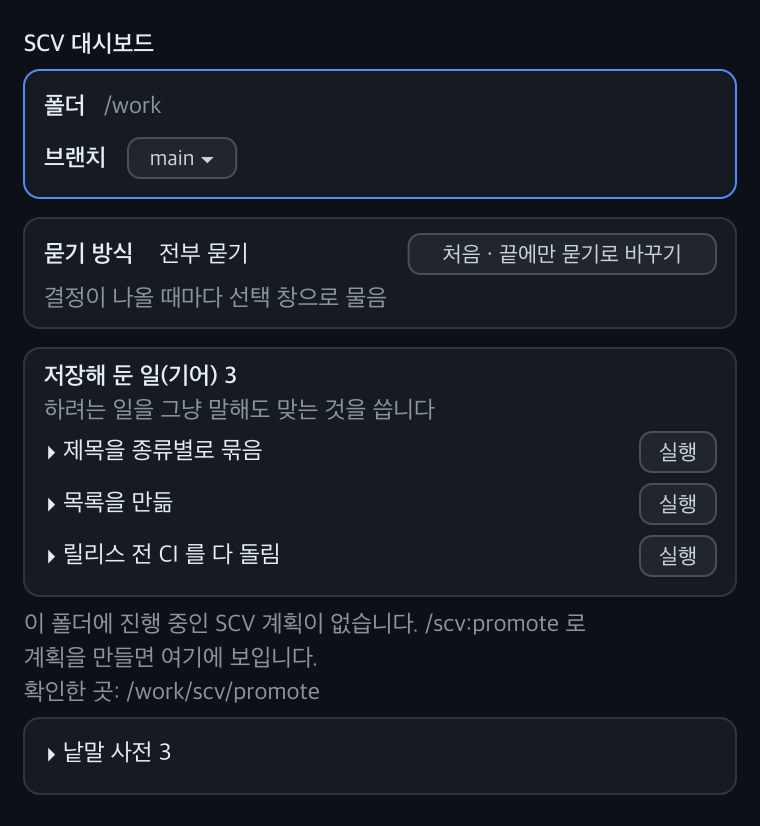 SCV 대시보드
폴더 /work
브랜치 main
묻기 방식 전부 묻기 처음 · 끝에만 묻기로 바꾸기
결정이 나올 때마다 선택 창으로 물음
저장해 둔 일(기어) 3
하려는 일을 그냥 말해도 맞는 것을 씁니다
제목을 종류별로 묶음 실행
목록을 만듦 실행
릴리스 전 CI 를 다 돌림 실행
이 폴더에 진행 중인 SCV 계획이 없습니다. /scv:promote 로
계획을 만들면 여기에 보입니다.
확인한 곳: /work/scv/promote
낱말 사전 3